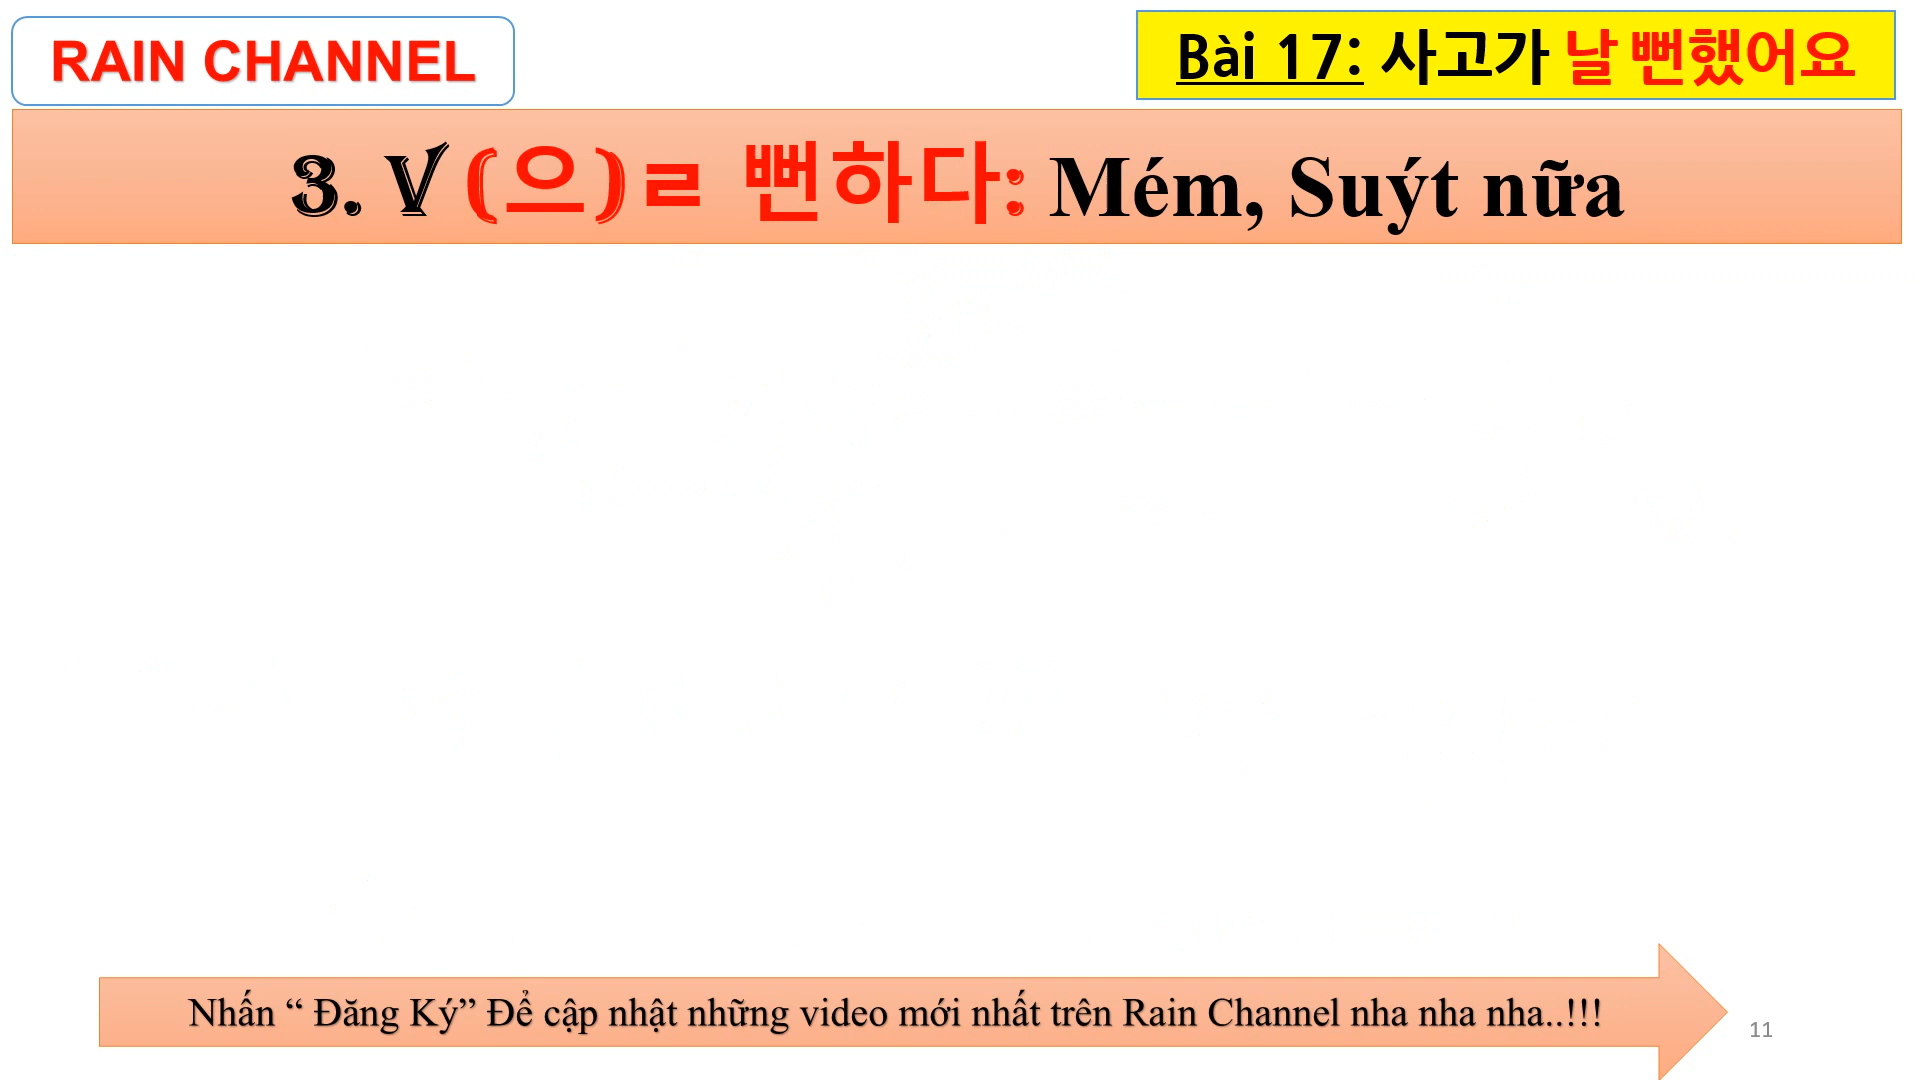 RAIN CHANNEL
Bài 17: 사고가 날 뻔했어요
3. V (으)ㄹ 뻔하다: Mém, Suýt nữa
Nhấn “ Đăng Ký” Để cập nhật những video mới nhất trên Rain Channel nha nha nha..!!!
11